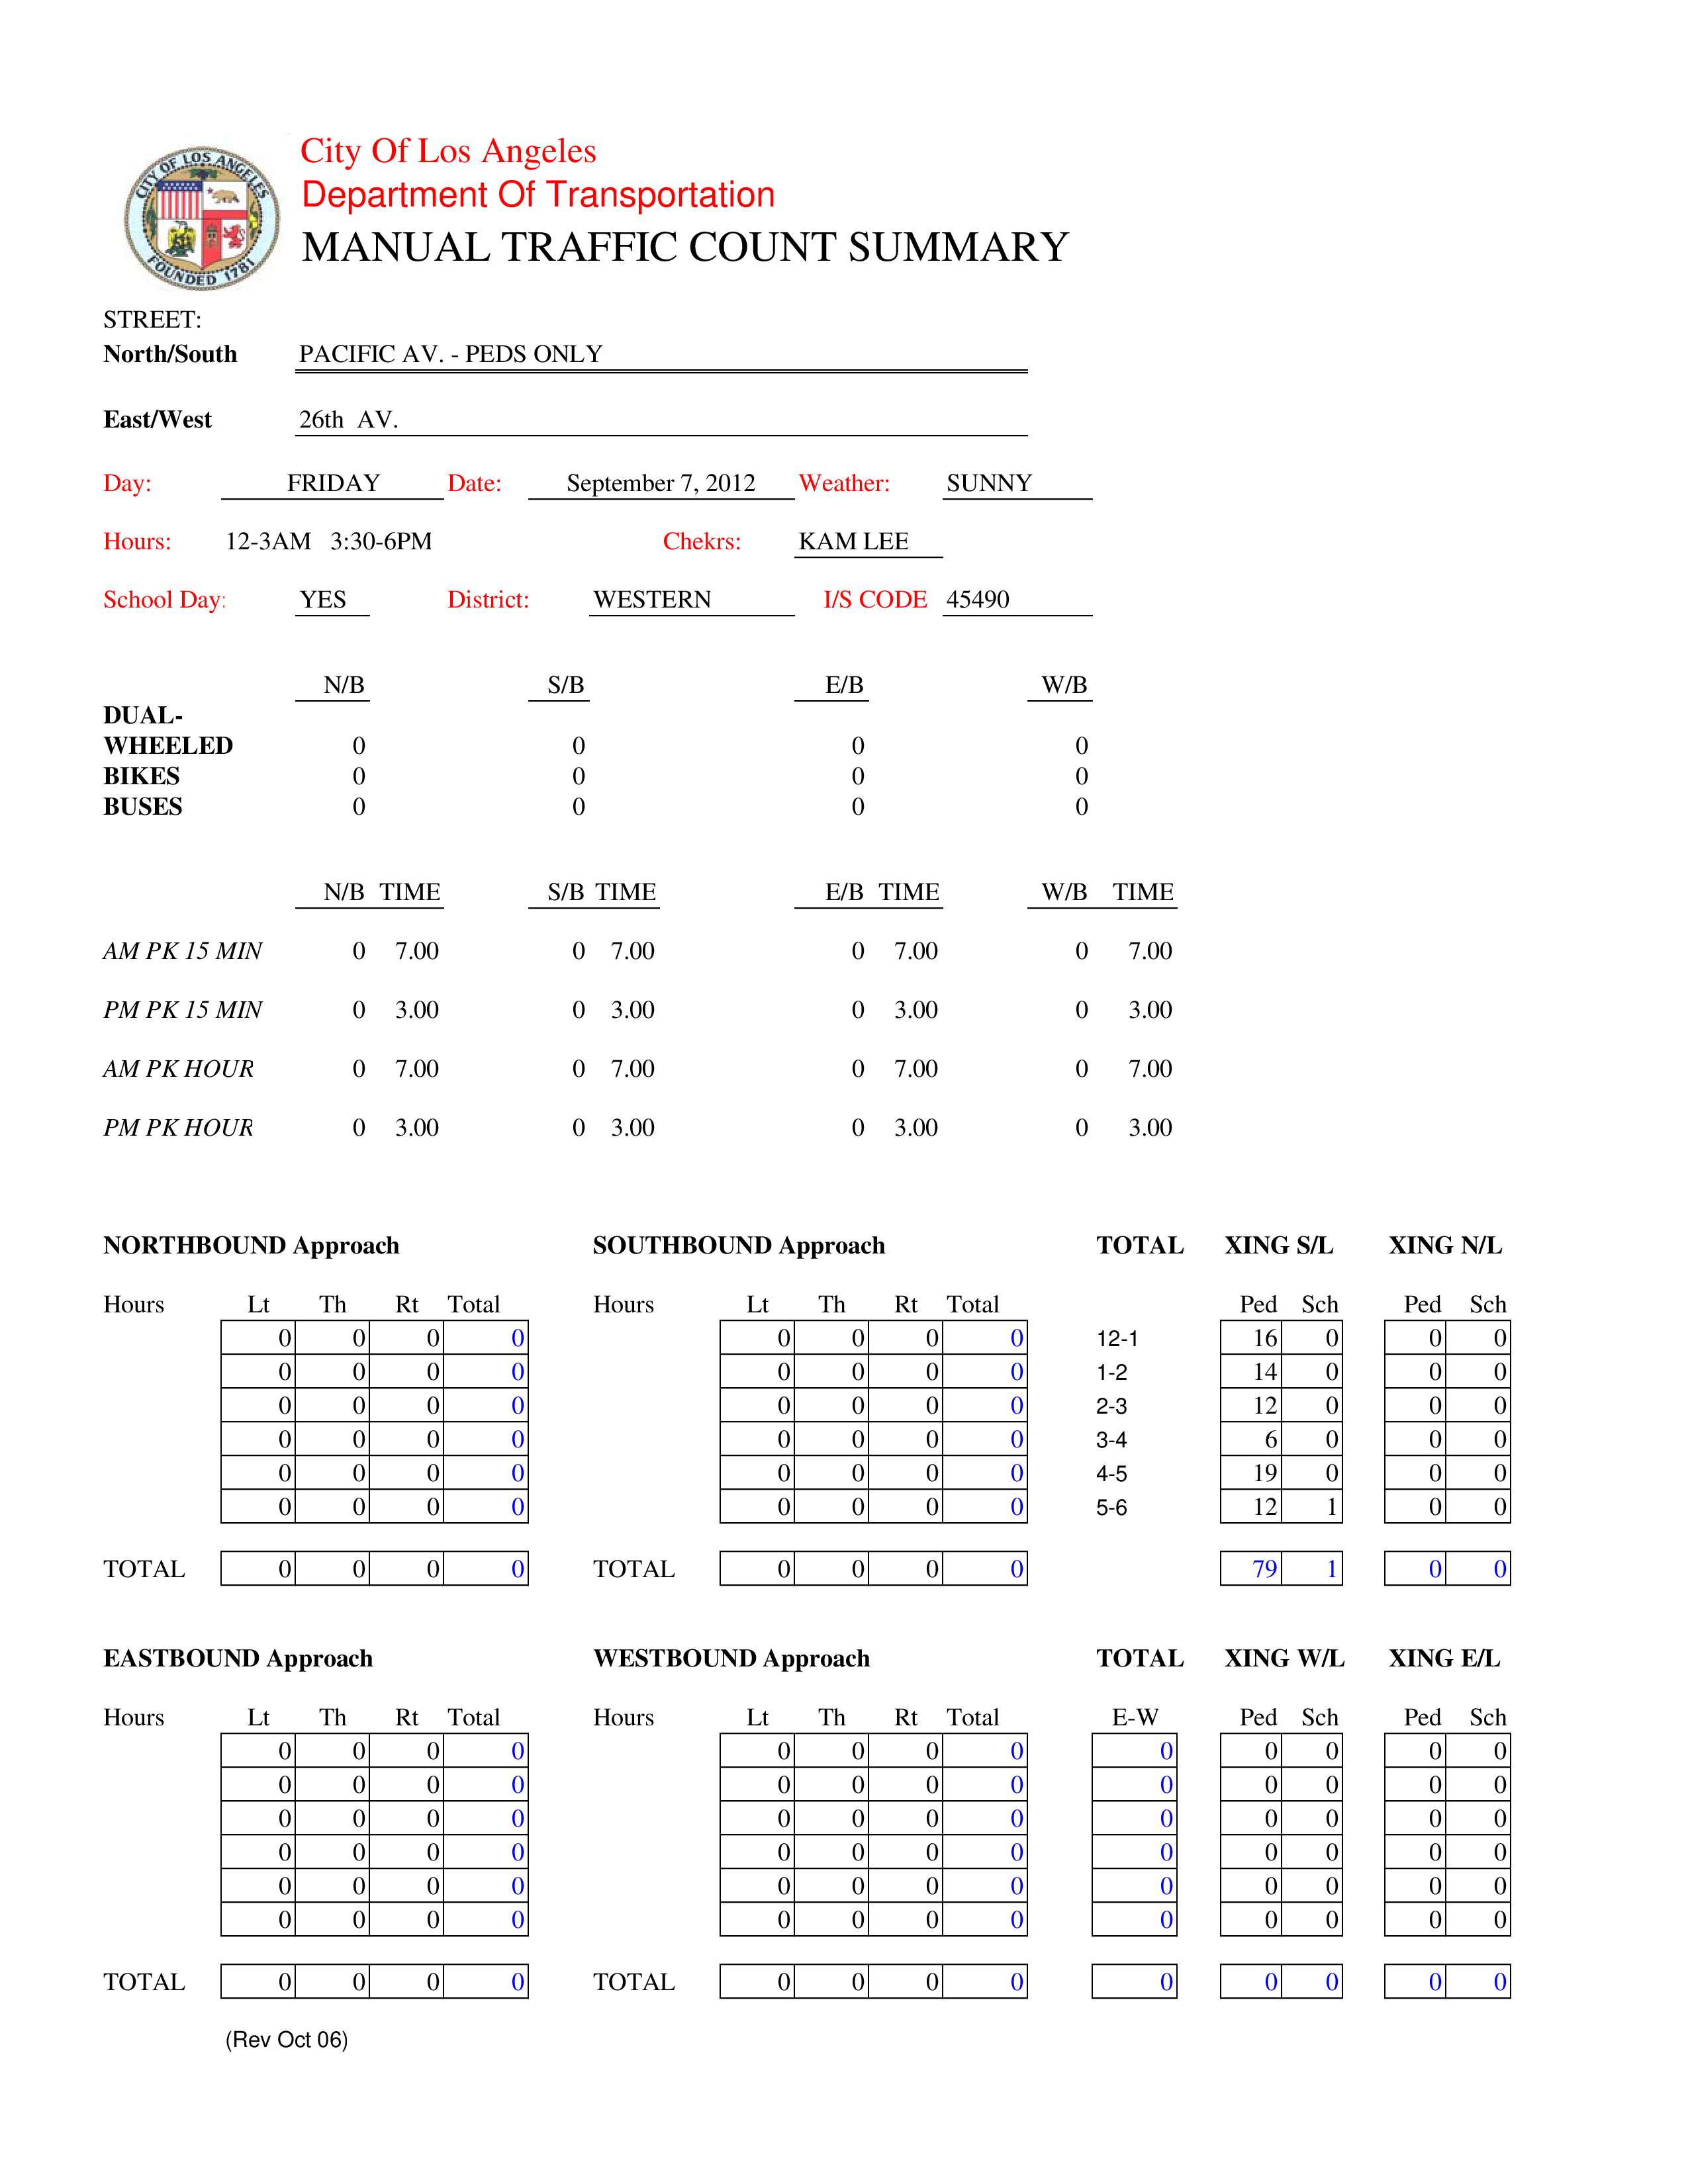 CITY OF LOS ANGELES
FOUNDED 1781
City Of Los Angeles
Department Of Transportation
MANUAL TRAFFIC COUNT SUMMARY
STREET:
North/South PACIFIC AV. - PEDS ONLY
East/West 26th AV.
Day: FRIDAY Date: September 7, 2012 Weather: SUNNY
Hours: 12-3AM 3:30-6PM Chekrs: KAM LEE
School Day: YES District: WESTERN I/S CODE 45490
N/B S/B E/B W/B
DUAL-
WHEELED 0 0 0 0
BIKES 0 0 0 0
BUSES 0 0 0 0
N/B TIME S/B TIME E/B TIME W/B TIME
AM PK 15 MIN 0 7.00 0 7.00 0 7.00 0 7.00
PM PK 15 MIN 0 3.00 0 3.00 0 3.00 0 3.00
AM PK HOUR 0 7.00 0 7.00 0 7.00 0 7.00
PM PK HOUR 0 3.00 0 3.00 0 3.00 0 3.00
NORTHBOUND Approach SOUTHBOUND Approach TOTAL XING S/L XING N/L
Hours Lt Th Rt Total Hours Lt Th Rt Total Ped Sch Ped Sch
0 0 0 0 0 0 0 0 12-1 16 0 0 0
0 0 0 0 0 0 0 0 1-2 14 0 0 0
0 0 0 0 0 0 0 0 2-3 12 0 0 0
0 0 0 0 0 0 0 0 3-4 6 0 0 0
0 0 0 0 0 0 0 0 4-5 19 0 0 0
0 0 0 0 0 0 0 0 5-6 12 1 0 0
TOTAL 0 0 0 0 TOTAL 0 0 0 0 79 1 0 0
EASTBOUND Approach WESTBOUND Approach TOTAL XING W/L XING E/L
Hours Lt Th Rt Total Hours Lt Th Rt Total E-W Ped Sch Ped Sch
0 0 0 0 0 0 0 0 0 0 0 0 0
0 0 0 0 0 0 0 0 0 0 0 0 0
0 0 0 0 0 0 0 0 0 0 0 0 0
0 0 0 0 0 0 0 0 0 0 0 0 0
0 0 0 0 0 0 0 0 0 0 0 0 0
0 0 0 0 0 0 0 0 0 0 0 0 0
TOTAL 0 0 0 0 TOTAL 0 0 0 0 0 0 0 0 0
(Rev Oct 06)